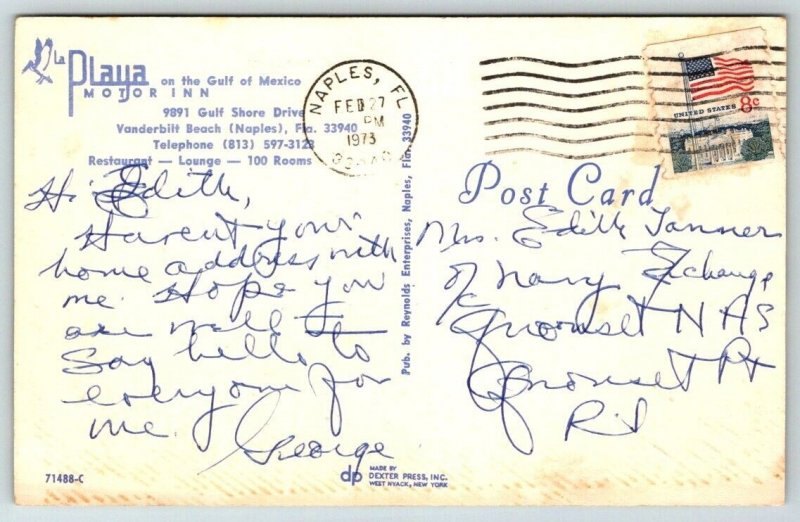 La Playa on the Gulf of Mexico
MOTOR INN
9891 Gulf Shore Drive
Vanderbilt Beach (Naples), Fla. 33940
Telephone (813) 597-3123
Restaurant — Lounge — 100 Rooms
NAPLES, FL
FEB 27
PM
1973
UNITED STATES 8c
Hi Edith,
Havent your
home address with
me. Hope you
are well
Say hello to
everyone for
me.
George
Pub. by Reynolds Enterprises, Naples, Fla. 33940
Post Card
Mrs. Edith Tanner
c/o Navy Exchange
Quonset NAS
Quonset Pt
RI
71488-C
dp MADE BY
DEXTER PRESS, INC.
WEST NYACK, NEW YORK